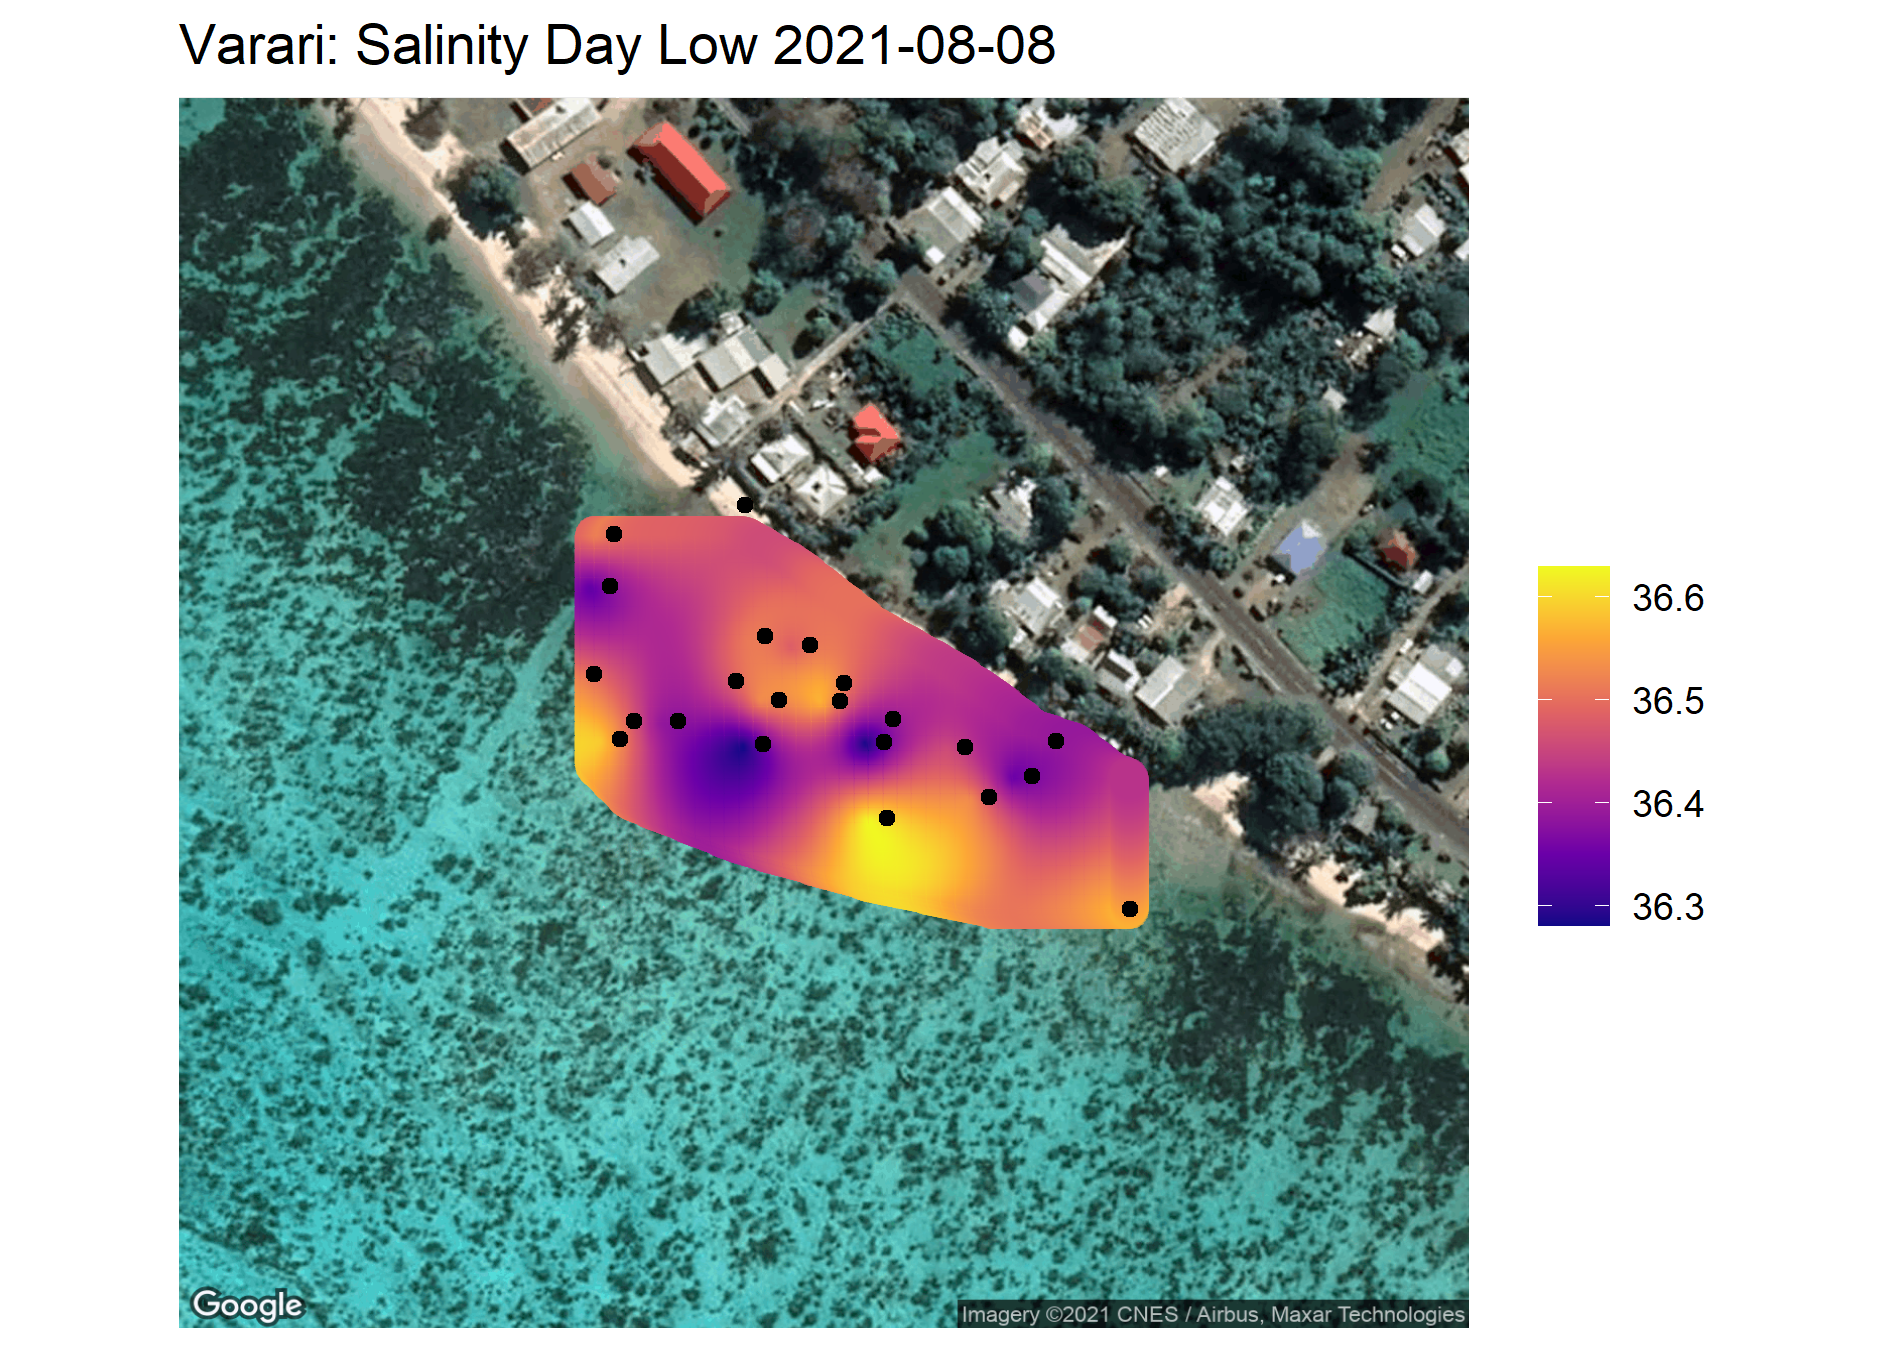 Varari: Salinity Day Low 2021-08-08
36.6
36.5
36.4
36.3
Google
Imagery ©2021 CNES / Airbus, Maxar Technologies